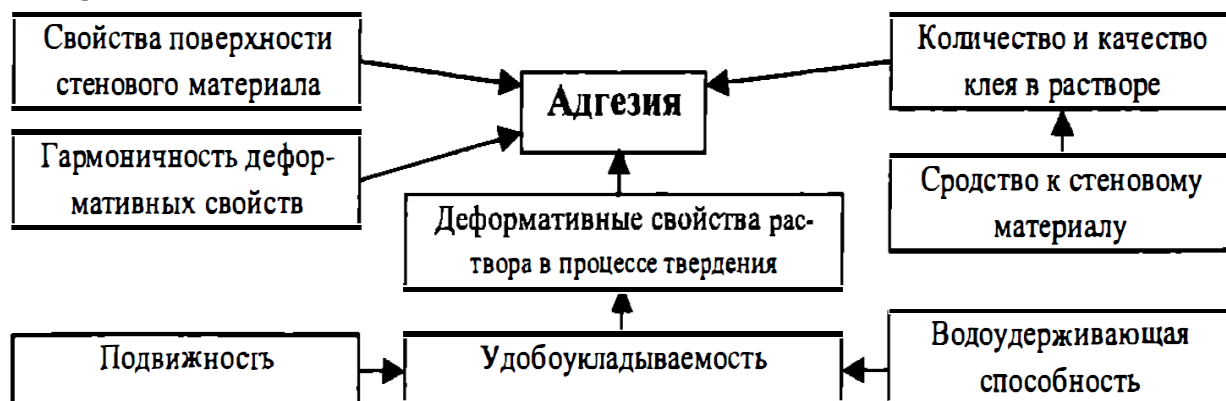 Свойства поверхности
стенового материала
Адгезия
Количество и качество
клея в растворе
Гармоничность дефор-
мативных свойств
Сродство к стеновому
материалу
Деформативные свойства рас-
твора в процессе твердения
Подвижность
Удобоукладываемость
Водоудерживающая
способность